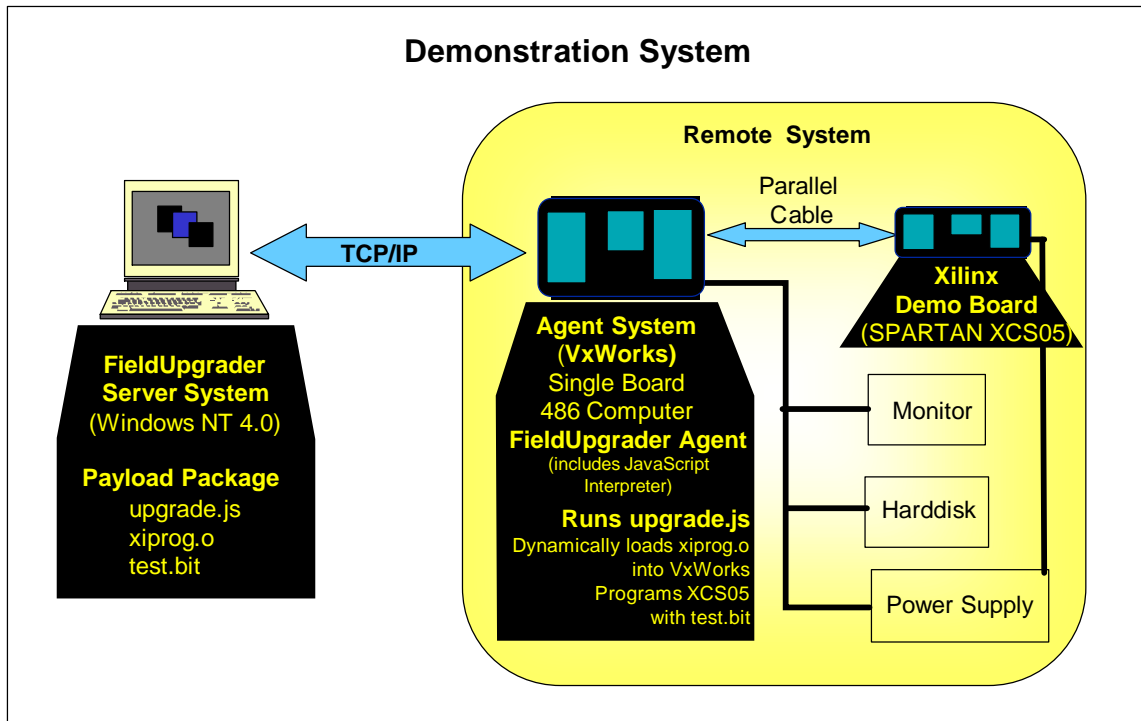 Demonstration System
Remote System
Parallel
Cable
TCP/IP
Xilinx
Demo Board
(SPARTAN XCS05)
FieldUpgrader
Server System
(Windows NT 4.0)
Payload Package
upgrade.js
xiprog.o
test.bit
Agent System
(VxWorks)
Single Board
486 Computer
FieldUpgrader Agent
(includes JavaScript
Interpreter)
Runs upgrade.js
Dynamically loads xiprog.o
into VxWorks
Programs XCS05
with test.bit
Monitor
Harddisk
Power Supply